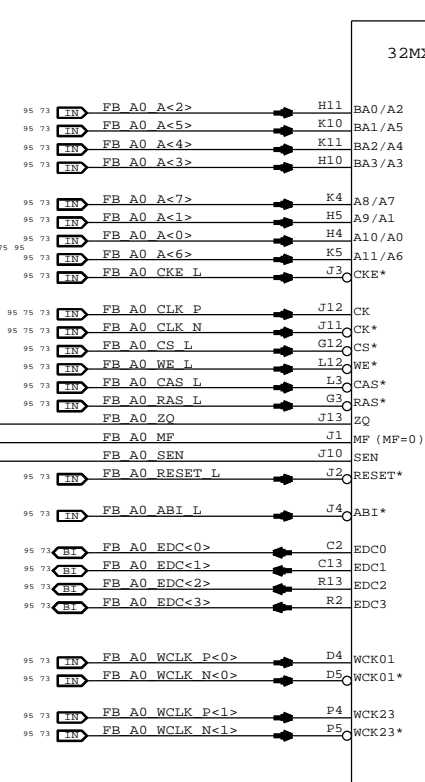 32M
95 73 IN FB_A0_A<2> H11 BA0/A2
95 73 IN FB_A0_A<5> K10 BA1/A5
95 73 IN FB_A0_A<4> K11 BA2/A4
95 73 IN FB_A0_A<3> H10 BA3/A3
95 73 IN FB_A0_A<7> K4 A8/A7
95 73 IN FB_A0_A<1> H5 A9/A1
95 73 IN FB_A0_A<0> H4 A10/A0
75 95
95 73 IN FB_A0_A<6> K5 A11/A6
95 73 IN FB_A0_CKE_L J3 CKE*
95 75 73 IN FB_A0_CLK_P J12 CK
95 75 73 IN FB_A0_CLK_N J11 CK*
95 73 IN FB_A0_CS_L G12 CS*
95 73 IN FB_A0_WE_L L12 WE*
95 73 IN FB_A0_CAS_L L3 CAS*
95 73 IN FB_A0_RAS_L G3 RAS*
FB_A0_ZQ J13 ZQ
FB_A0_MF J1 MF (MF=0)
FB_A0_SEN J10 SEN
95 73 IN FB_A0_RESET_L J2 RESET*
95 73 IN FB_A0_ABI_L J4 ABI*
95 73 BI FB_A0_EDC<0> C2 EDC0
95 73 BI FB_A0_EDC<1> C13 EDC1
95 73 BI FB_A0_EDC<2> R13 EDC2
95 73 BI FB_A0_EDC<3> R2 EDC3
95 73 IN FB_A0_WCLK_P<0> D4 WCK01
95 73 IN FB_A0_WCLK_N<0> D5 WCK01*
95 73 IN FB_A0_WCLK_P<1> P4 WCK23
95 73 IN FB_A0_WCLK_N<1> P5 WCK23*